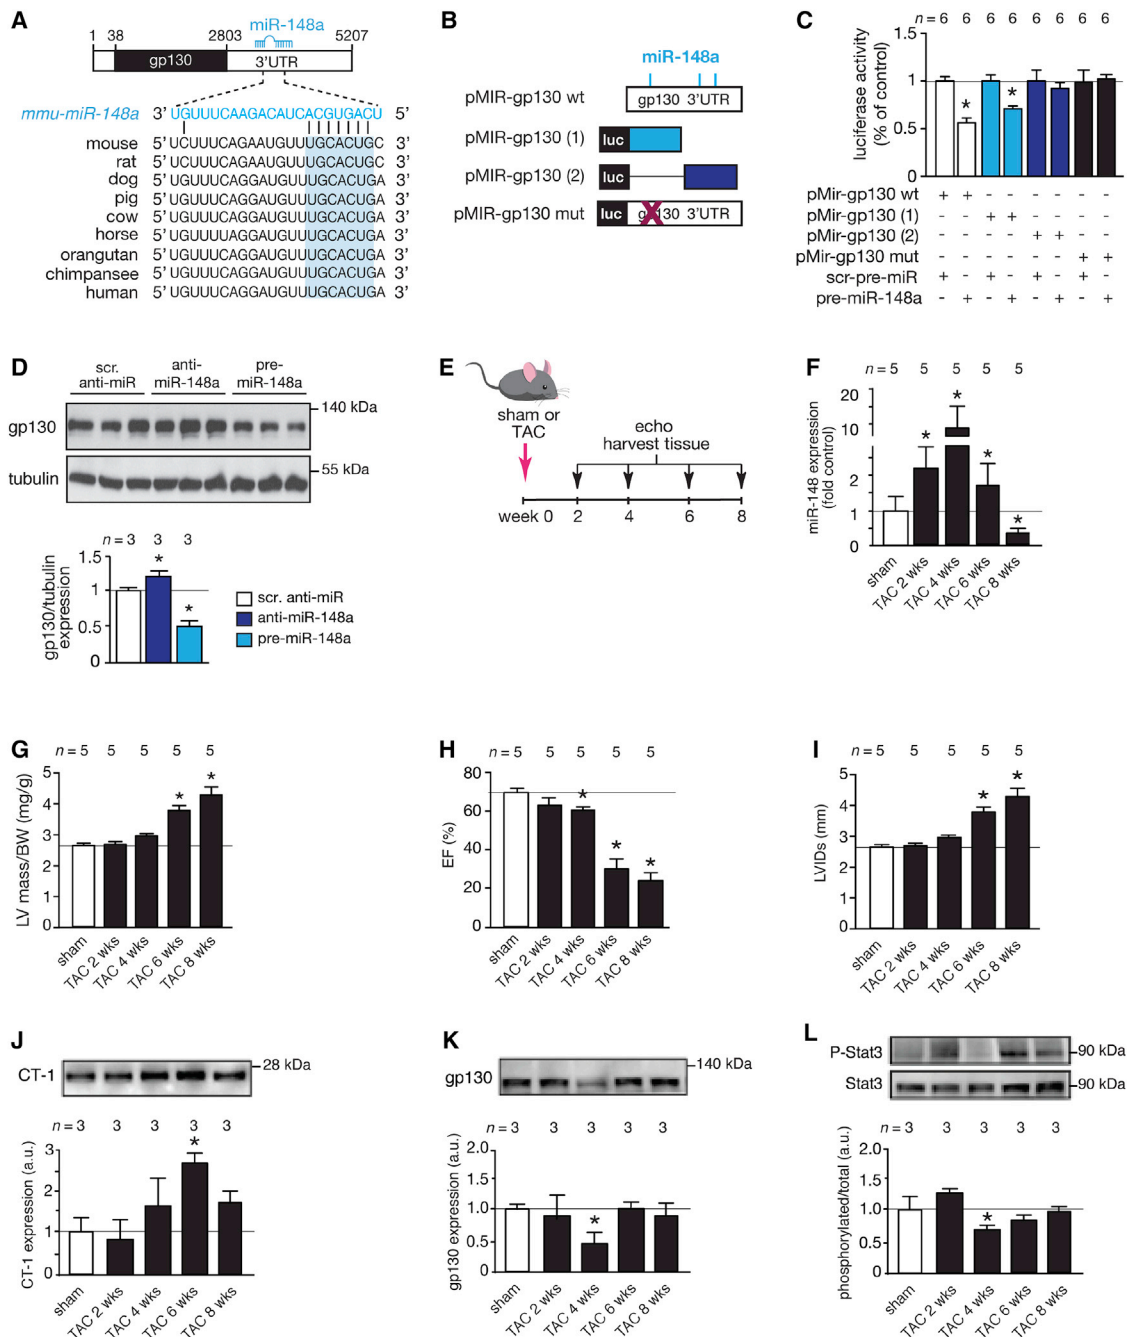 A
miR-148a
1 38 2803 5207
gp130 3'UTR
mmu-miR-148a 3' UGUUUCAAGACAUCACGUGACU 5'
mouse 5'UCUUUCAGAAUGUUUGCACUGC 3'
rat 5'UCUUUCAGAAUGUUUGCACUGC 3'
dog 5'UGUUUCAGGAUGUUUGCACUGA 3'
pig 5'UGUUUCAGGAUGUUUGCACUGA 3'
cow 5'UGUUUCAGGAUGUUUGCACUGA 3'
horse 5'UGUUUCAGGAUGUUUGCACUGA 3'
orangutan 5'UGUUUCAGGAUGUUUGCACUGA 3'
chimpansee 5'UGUUUCAGGAUGUUUGCACUGA 3'
human 5'UGUUUCAGGAUGUUUGCACUGA 3'
B
miR-148a
pMIR-gp130 wt gp130 3'UTR
pMIR-gp130 (1) luc
pMIR-gp130 (2) luc
pMIR-gp130 mut luc gp130 3'UTR
C
n = 6 6 6 6 6 6 6 6
luciferase activity
(% of control)
1.5
1
0.5
0
* *
pMir-gp130 wt + +
pMir-gp130 (1) + +
pMir-gp130 (2) + +
pMir-gp130 mut + +
scr-pre-miR + - + - + - + -
pre-miR-148a - + - + - + - +
D
scr. anti- pre-
anti-miR miR-148a miR-148a
gp130 140 kDa
tubulin 55 kDa
n = 3 3 3
gp130/tubulin
expression
1.5
1
0.5
0
* *
scr. anti-miR
anti-miR-148a
pre-miR-148a
E
sham or
TAC
echo
harvest tissue
week 0 2 4 6 8
F
n = 5 5 5 5 5
miR-148 expression
(fold control)
20
10
2
1
0
* * * *
sham TAC 2 wks TAC 4 wks TAC 6 wks TAC 8 wks
G
n = 5 5 5 5 5
LV mass/BW (mg/g)
5
4
3
2
1
0
* *
sham TAC 2 wks TAC 4 wks TAC 6 wks TAC 8 wks
H
n = 5 5 5 5 5
EF (%)
80
60
40
20
0
* * *
sham TAC 2 wks TAC 4 wks TAC 6 wks TAC 8 wks
I
n = 5 5 5 5 5
LVIDs (mm)
5
4
3
2
1
0
* *
sham TAC 2 wks TAC 4 wks TAC 6 wks TAC 8 wks
J
CT-1 28 kDa
n = 3 3 3 3 3
CT-1 expression (a.u.)
3
2
1
0
*
sham TAC 2 wks TAC 4 wks TAC 6 wks TAC 8 wks
K
gp130 140 kDa
n = 3 3 3 3 3
gp130 expression (a.u.)
2.0
1.5
1
0.5
0
*
sham TAC 2 wks TAC 4 wks TAC 6 wks TAC 8 wks
L
P-Stat3 90 kDa
Stat3 90 kDa
n = 3 3 3 3 3
phosphorylated/total (a.u.)
2.0
1.5
1
0.5
0
*
sham TAC 2 wks TAC 4 wks TAC 6 wks TAC 8 wks